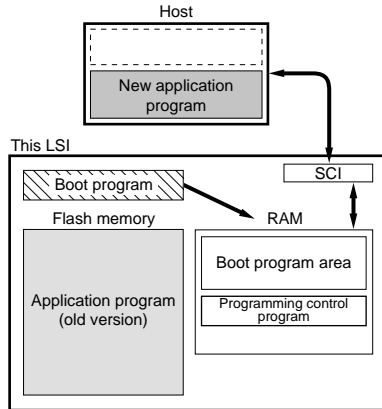 Host
New application
program
This LSI
SCI
Boot program
Flash memory
RAM
Boot program area
Application program
(old version)
Programming control
program